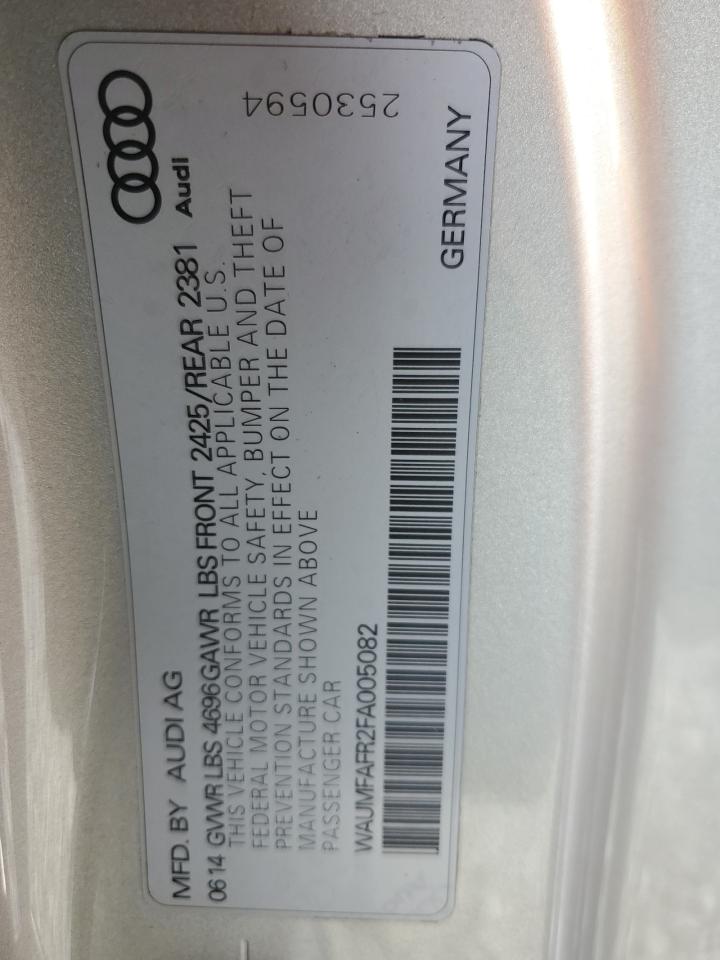 MFD. BY AUDI AG
Audi
06 14 GVWR LBS 4696 GAWR LBS FRONT 2425/REAR 2381
THIS VEHICLE CONFORMS TO ALL APPLICABLE U.S.
FEDERAL MOTOR VEHICLE SAFETY, BUMPER AND THEFT
PREVENTION STANDARDS IN EFFECT ON THE DATE OF
MANUFACTURE SHOWN ABOVE
PASSENGER CAR
WAUMFAFR2FA005082
GERMANY
2530594